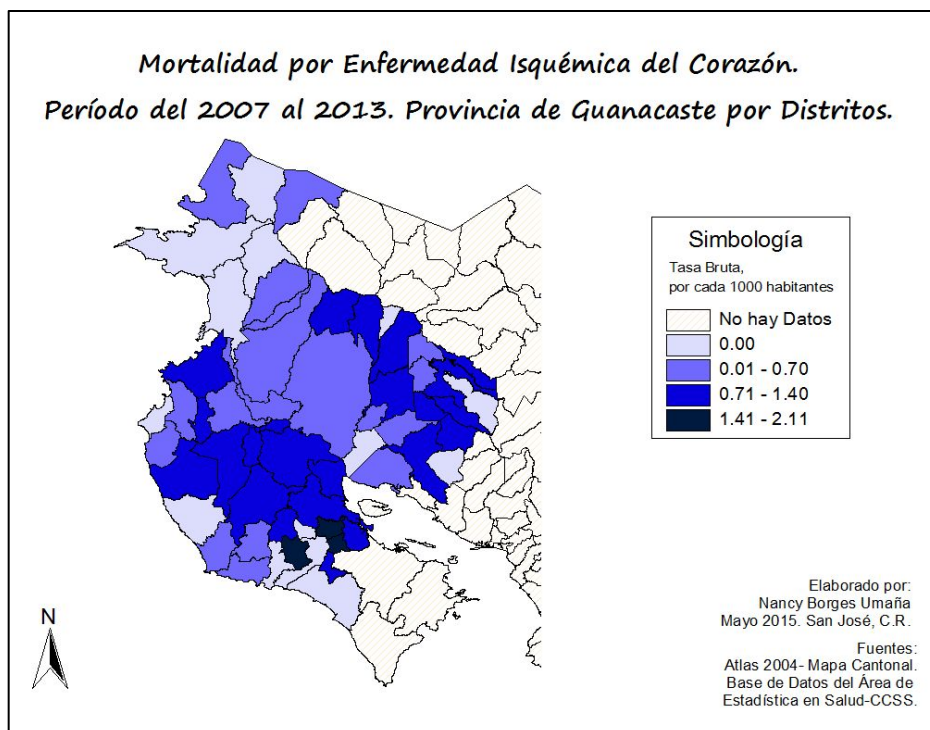 Mortalidad por Enfermedad Isquémica del Corazón.
Período del 2007 al 2013. Provincia de Guanacaste por Distritos.
Simbología
Tasa Bruta,
por cada 1000 habitantes
No hay Datos
0.00
0.01 - 0.70
0.71 - 1.40
1.41 - 2.11
N
Elaborado por:
Nancy Borges Umaña
Mayo 2015. San José, C.R.
Fuentes:
Atlas 2004- Mapa Cantonal.
Base de Datos del Área de
Estadística en Salud-CCSS.